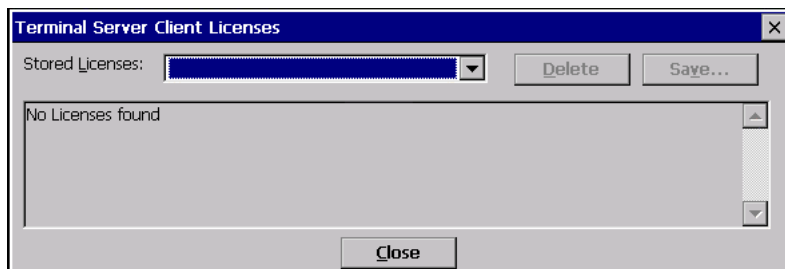 Terminal Server Client Licenses
Stored Licenses: Delete Save...
No Licenses found
Close